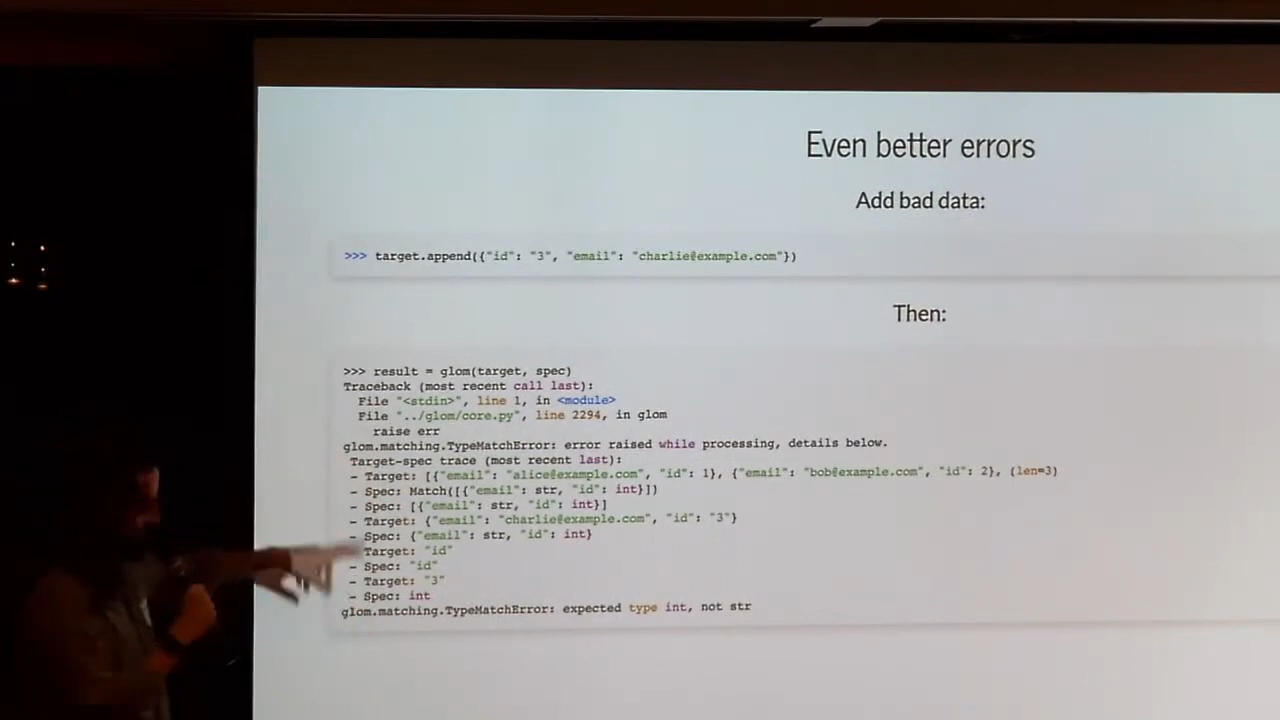 Even better errors
Add bad data:
>>> target.append({"id": "3", "email": "charlie@example.com"})
Then:
>>> result = glom(target, spec)
Traceback (most recent call last):
File "<stdin>", line 1, in <module>
File "../glom/core.py", line 2294, in glom
raise err
glom.matching.TypeMatchError: error raised while processing, details below.
Target-spec trace (most recent last):
- Target: [{"email": "alice@example.com", "id": 1}, {"email": "bob@example.com", "id": 2}, (len=3)
- Spec: Match([{"email": str, "id": int}])
- Spec: [{"email": str, "id": int}]
- Target: {"email": "charlie@example.com", "id": "3"}
- Spec: {"email": str, "id": int}
Target: "id"
- Spec: "id"
- Target: "3"
- Spec: int
glom.matching.TypeMatchError: expected type int, not str